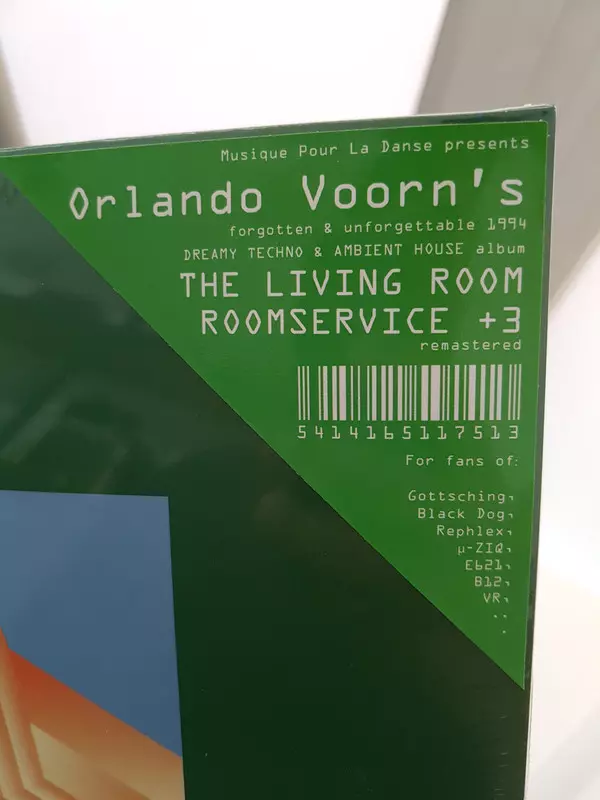 Musique Pour La Danse presents
Orlando Voorn's
forgotten & unforgettable 1994
DREAMY TECHNO & AMBIENT HOUSE album
THE LIVING ROOM
ROOMSERVICE +3
remastered
5414165117513
For fans of:
Gottsching,
Black Dog,
Rephlex,
µ-ZIQ,
E621,
B12,
VR,
..
.